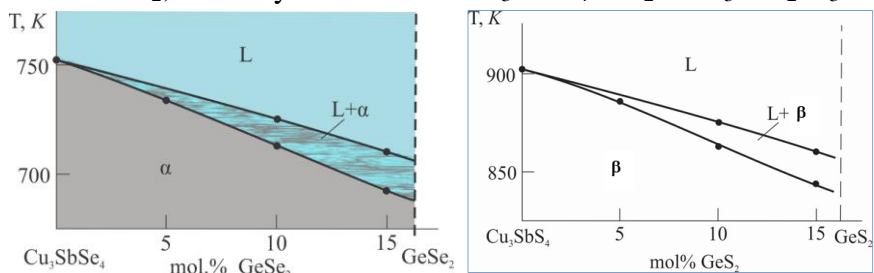 T, K
L
750
L+α
700
α
5
10
15
Cu₃SbSe₄
mol.% GeSe₂
GeSe₂
T, K
L
900
L+ β
850
β
5
10
15
Cu₃SbS₄
mol% GeS₂
GeS₂